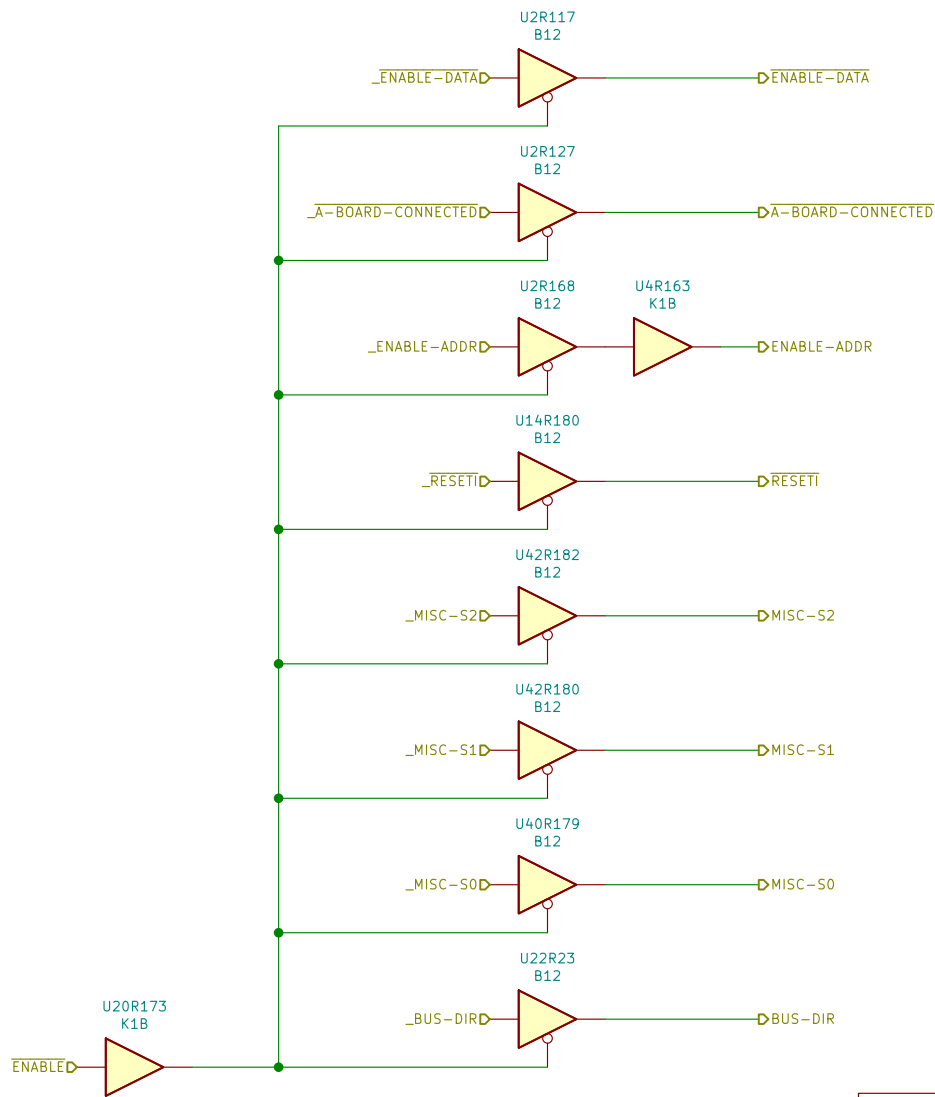 U2R117
B12
_ENABLE-DATA
ENABLE-DATA
U2R127
B12
_A-BOARD-CONNECTED
A-BOARD-CONNECTED
U2R168
B12
U4R163
K1B
_ENABLE-ADDR
ENABLE-ADDR
U14R180
B12
_RESETI
RESETI
U42R182
B12
_MISC-S2
MISC-S2
U42R180
B12
_MISC-S1
MISC-S1
U40R179
B12
_MISC-S0
MISC-S0
U22R23
B12
_BUS-DIR
BUS-DIR
U20R173
K1B
ENABLE